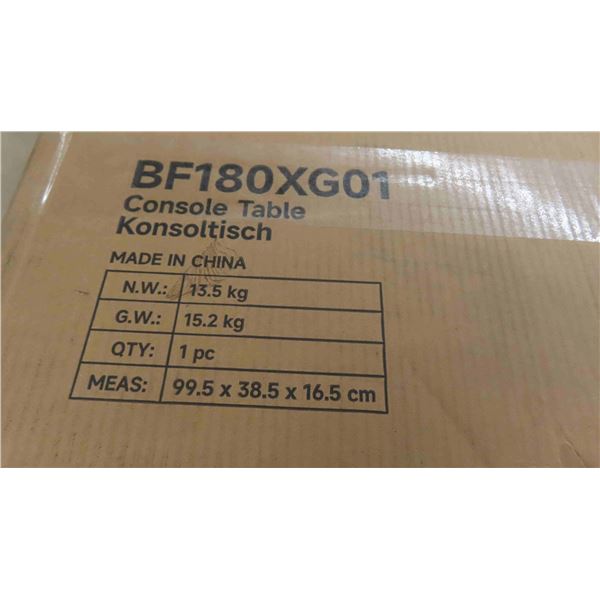 BF180XG01
Console Table
Konsoltisch
MADE IN CHINA
N.W.: 13.5 kg
G.W.: 15.2 kg
QTY: 1 pc
MEAS: 99.5 x 38.5 x 16.5 cm